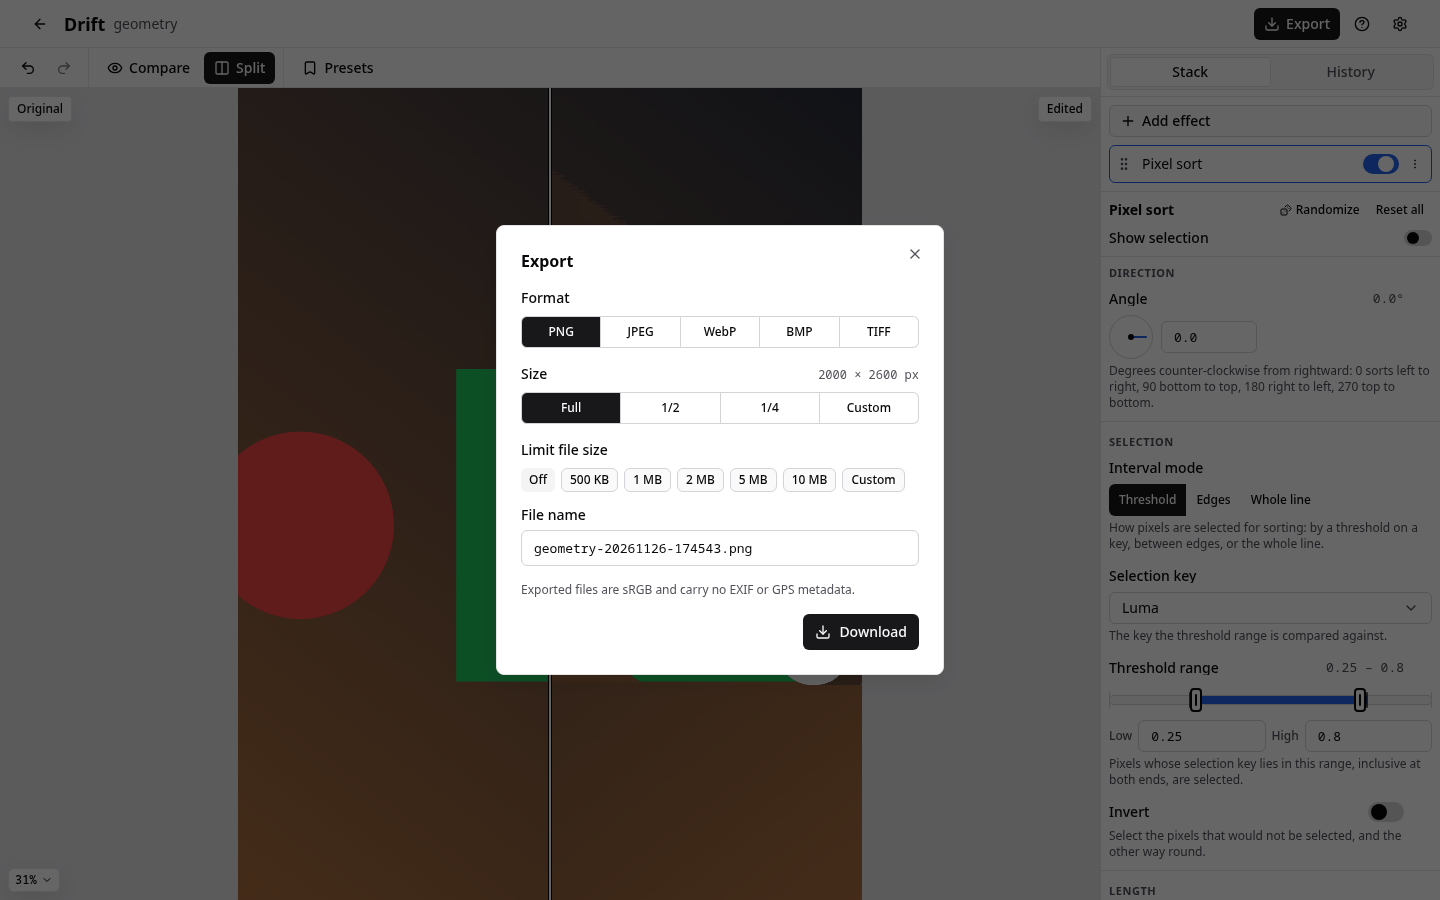 Drift geometry
Export
Compare
Split
Presets
Stack
History
Original
Edited
Add effect
Pixel sort
Pixel sort
Randomize
Reset all
Show selection
DIRECTION
Angle
0.0°
0.0
Degrees counter-clockwise from rightward: 0 sorts left to
right, 90 bottom to top, 180 right to left, 270 top to
bottom.
SELECTION
Interval mode
Threshold
Edges
Whole line
How pixels are selected for sorting: by a threshold on a
key, between edges, or the whole line.
Selection key
Luma
The key the threshold range is compared against.
Threshold range
0.25 – 0.8
Low
0.25
High
0.8
Pixels whose selection key lies in this range, inclusive at
both ends, are selected.
Invert
Select the pixels that would not be selected, and the
other way round.
LENGTH
Export
Format
PNG
JPEG
WebP
BMP
TIFF
Size
2000 × 2600 px
Full
1/2
1/4
Custom
Limit file size
Off
500 KB
1 MB
2 MB
5 MB
10 MB
Custom
File name
geometry-20261126-174543.png
Exported files are sRGB and carry no EXIF or GPS metadata.
Download
31%